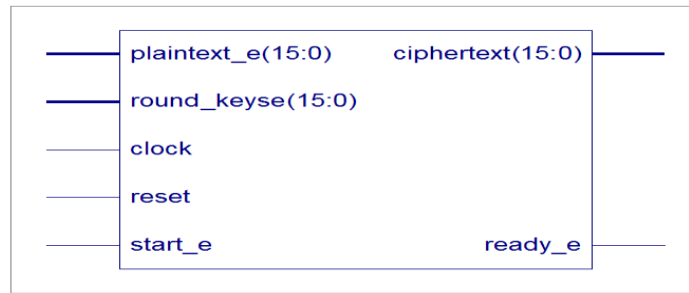 plaintext_e(15:0) ciphertext(15:0)
round_keyse(15:0)
clock
reset
start_e ready_e